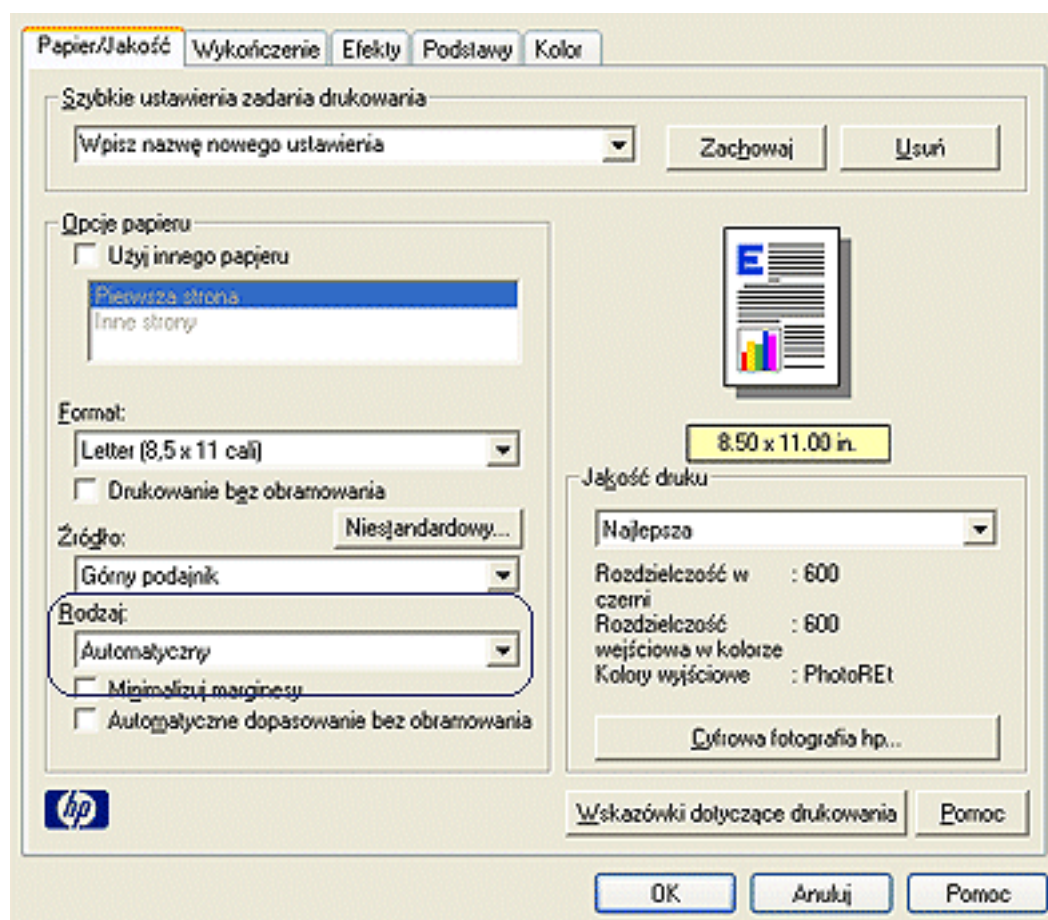 Papier/Jakość Wykończenie Efekty Podstawy Kolor
Szybkie ustawienia zadania drukowania
Wpisz nazwę nowego ustawienia Zachowaj Usuń
Opcje papieru
Użyj innego papieru
Pierwsza strona
Inne strony
E
Format:
Letter (8,5 x 11 cali)
8.50 x 11.00 in.
Drukowanie bez obramowania
Niestandardowy...
Źródło:
Górny podajnik
Rodzaj:
Automatyczny
Minimalizuj marginesy
Automatyczne dopasowanie bez obramowania
Jakość druku
Najlepsza
Rozdzielczość w : 600
czerni
Rozdzielczość : 600
wejściowa w kolorze
Kolory wyjściowe : PhotoREt
Cyfrowa fotografia hp...
hp
Wskazówki dotyczące drukowania Pomoc
OK Anuluj Pomoc